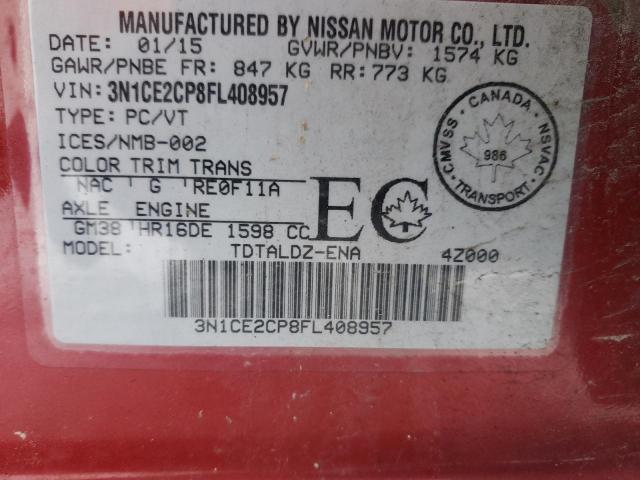 MANUFACTURED BY NISSAN MOTOR CO., LTD.
DATE: 01/15 GVWR/PNBV: 1574 KG
GAWR/PNBE FR: 847 KG RR: 773 KG
VIN: 3N1CE2CP8FL408957
TYPE: PC/VT
ICES/NMB-002
COLOR TRIM TRANS
NAC G RE0F11A
AXLE ENGINE
GM38 HR16DE 1598 CC
EC
MODEL: TDTALDZ-ENA 4Z000
3N1CE2CP8FL408957
CMVSS - CANADA - NSVAC
986
TRANSPORT